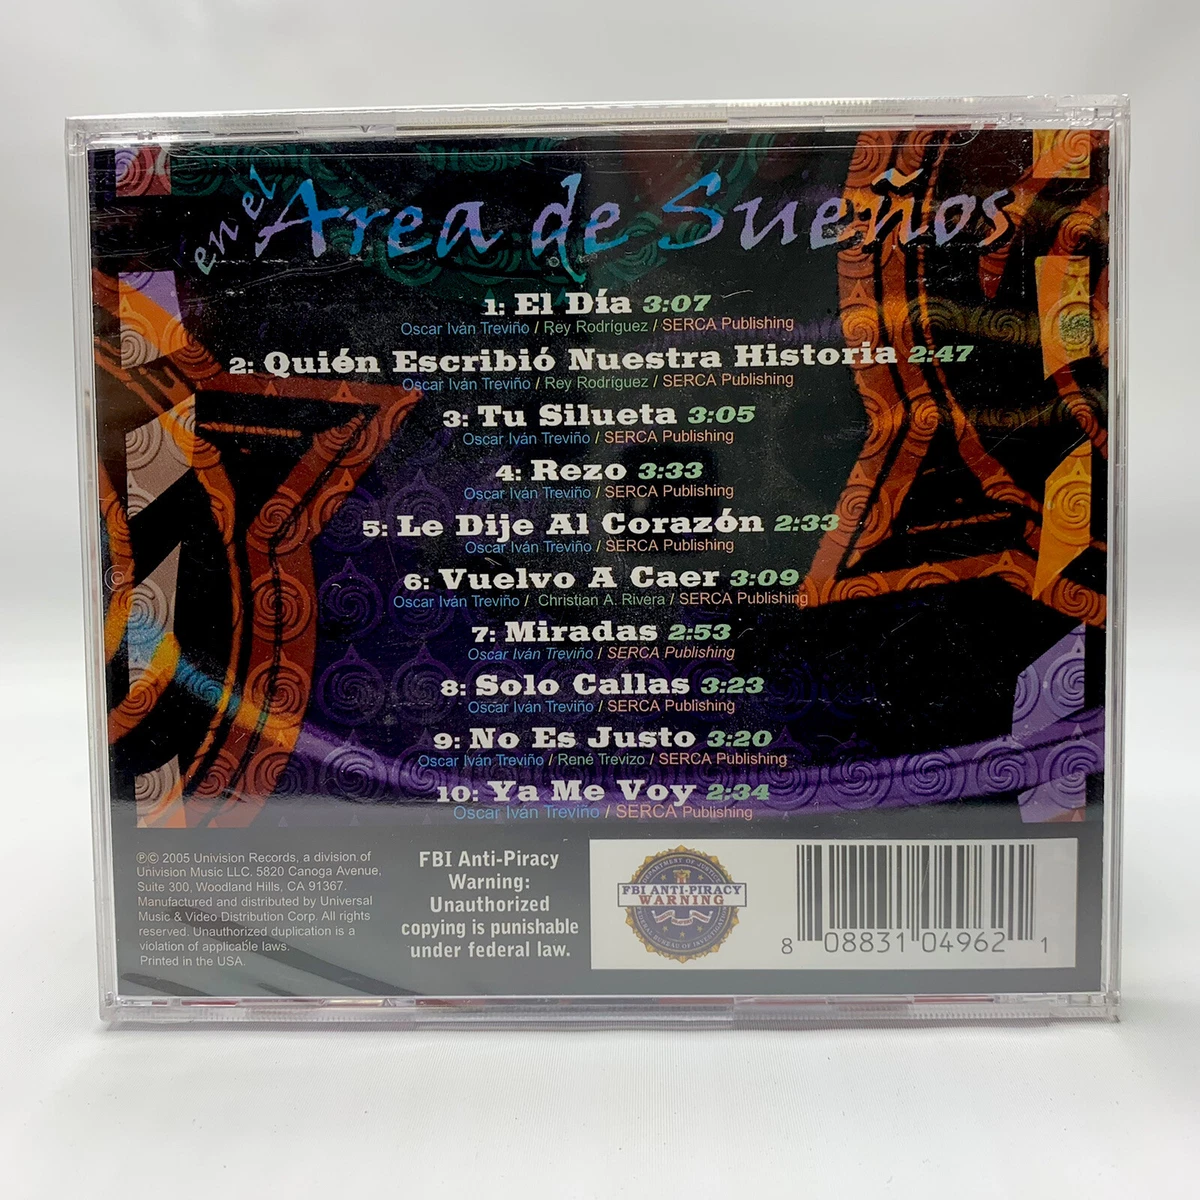 en el Area de Sueños
1: El Día 3:07
Oscar Iván Treviño / Rey Rodríguez / SERCA Publishing
2: Quién Escribió Nuestra Historia 2:47
Oscar Iván Treviño / Rey Rodríguez / SERCA Publishing
3: Tu Silueta 3:05
Oscar Iván Treviño / SERCA Publishing
4: Rezo 3:33
Oscar Iván Treviño / SERCA Publishing
5: Le Dije Al Corazón 2:33
Oscar Iván Treviño / SERCA Publishing
6: Vuelvo A Caer 3:09
Oscar Iván Treviño / Christian A. Rivera / SERCA Publishing
7: Miradas 2:53
Oscar Iván Treviño / SERCA Publishing
8: Solo Callas 3:23
Oscar Iván Treviño / SERCA Publishing
9: No Es Justo 3:20
Oscar Iván Treviño / René Trevizo / SERCA Publishing
10: Ya Me Voy 2:34
Oscar Iván Treviño / SERCA Publishing
℗© 2005 Univision Records, a division of
Univision Music LLC. 5820 Canoga Avenue,
Suite 300, Woodland Hills, CA 91367.
Manufactured and distributed by Universal
Music & Video Distribution Corp. All rights
reserved. Unauthorized duplication is a
violation of applicable laws.
Printed in the USA.
FBI Anti-Piracy
Warning:
Unauthorized
copying is punishable
under federal law.
DEPARTMENT OF JUSTICE
FBI ANTI-PIRACY
WARNING
FEDERAL BUREAU OF INVESTIGATION
8 08831 04962 1